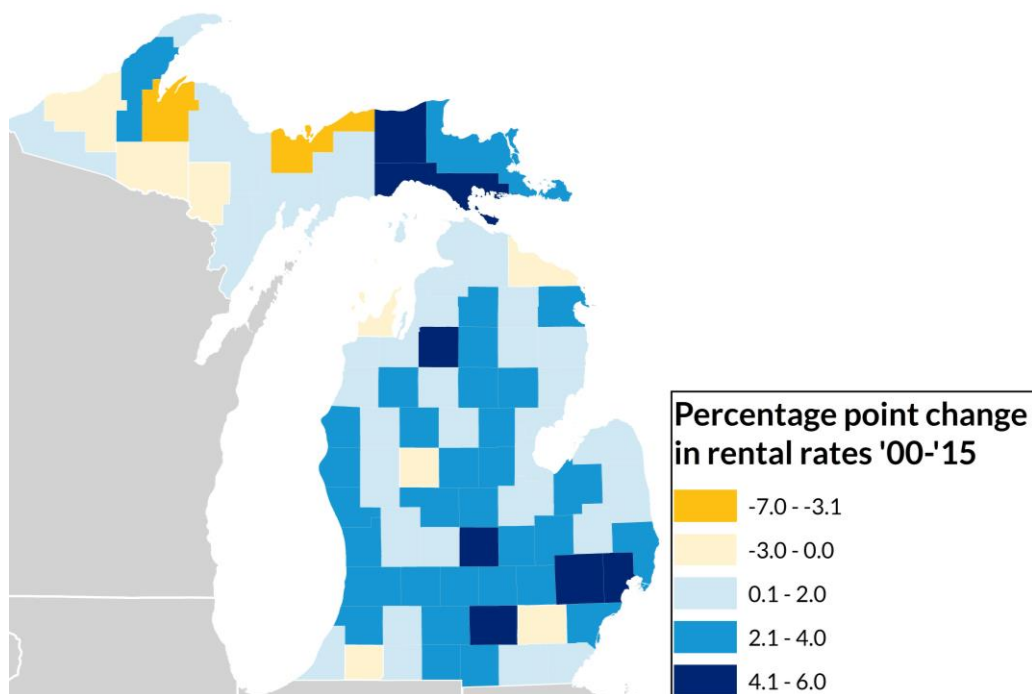 Percentage point change
in rental rates '00-'15
-7.0 - -3.1
-3.0 - 0.0
0.1 - 2.0
2.1 - 4.0
4.1 - 6.0